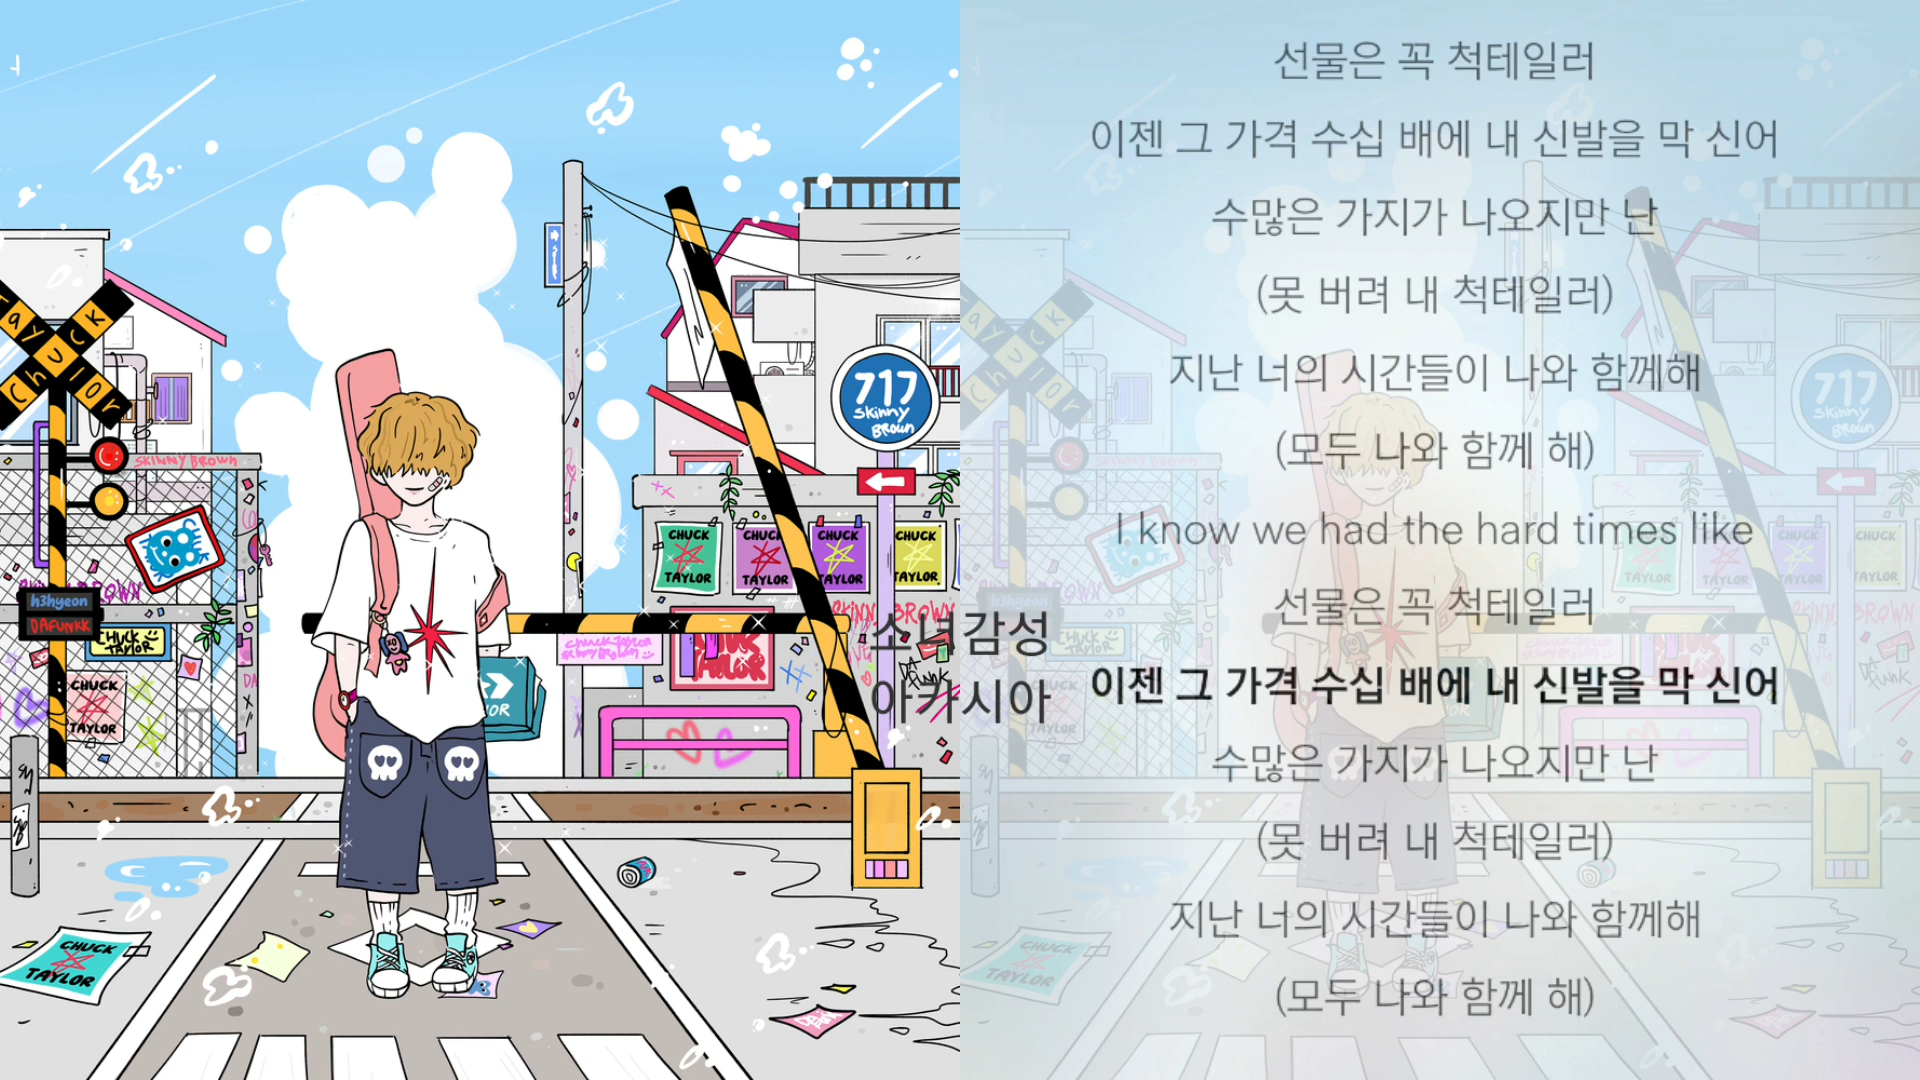 선물은 꼭 척테일러
이젠 그 가격 수십 배에 내 신발을 막 신어
수많은 가지가 나오지만 난
(못 버려 내 척테일러)
지난 너의 시간들이 나와 함께해
(모두 나와 함께 해)
I know we had the hard times like
선물은 꼭 척테일러
이젠 그 가격 수십 배에 내 신발을 막 신어
수많은 가지가 나오지만 난
(못 버려 내 척테일러)
지난 너의 시간들이 나와 함께해
(모두 나와 함께 해)
소녀감성
아카시아
717
Skinny
BROWN
SKINNY BROWN
h3hyeon
DAFUNKK
CHUCK
TAYLOR
CHUCK
TAYLOR
CHUCK
TAYLOR
CHUCK
TAYLOR
CHUCK
TAYLOR
CHUCK
TAYLOR
CHUCK
TAYLOR
CHUCK
TAYLOR